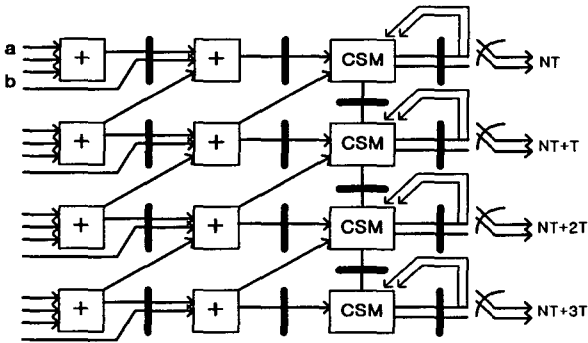 a
b
+ + CSM NT
+ + CSM NT+T
+ + CSM NT+2T
+ + CSM NT+3T